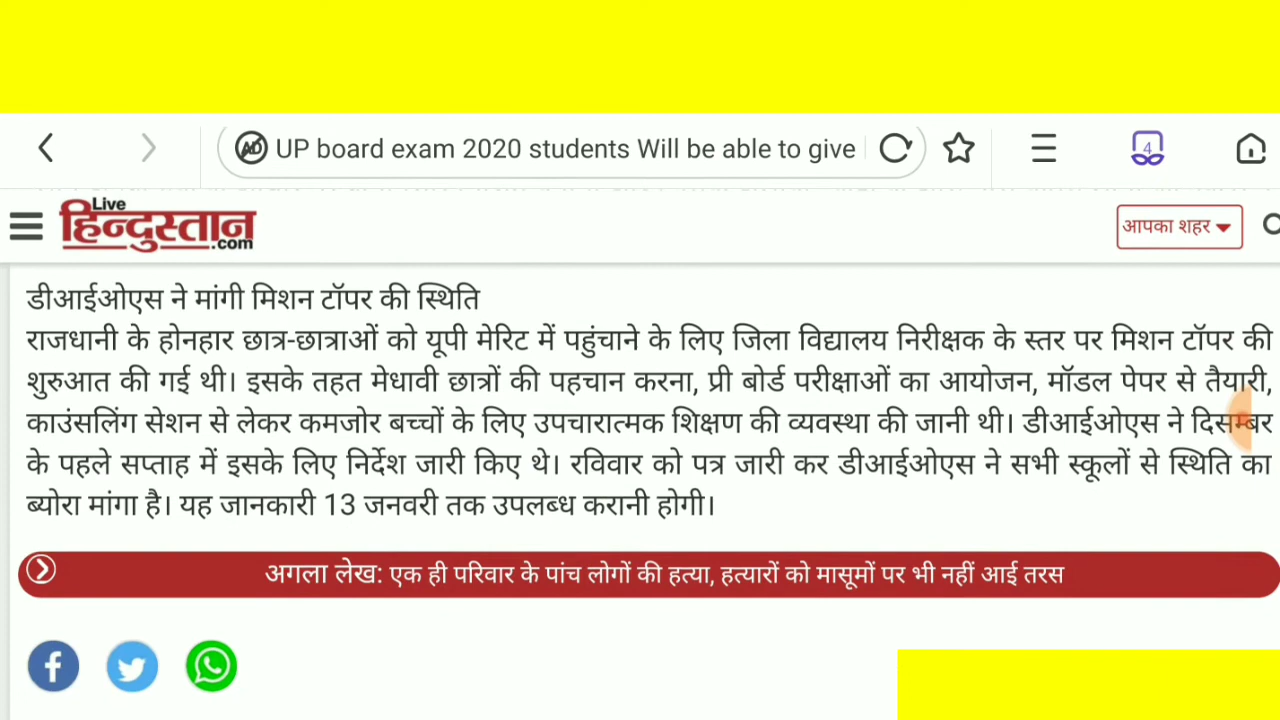 UP board exam 2020 students Will be able to give
4
Live
हिन्दुस्तान
.com
आपका शहर
डीआईओएस ने मांगी मिशन टॉपर की स्थिति
राजधानी के होनहार छात्र-छात्राओं को यूपी मेरिट में पहुंचाने के लिए जिला विद्यालय निरीक्षक के स्तर पर मिशन टॉपर की
शुरुआत की गई थी। इसके तहत मेधावी छात्रों की पहचान करना, प्री बोर्ड परीक्षाओं का आयोजन, मॉडल पेपर से तैयारी,
काउंसलिंग सेशन से लेकर कमजोर बच्चों के लिए उपचारात्मक शिक्षण की व्यवस्था की जानी थी। डीआईओएस ने दिसम्बर
के पहले सप्ताह में इसके लिए निर्देश जारी किए थे। रविवार को पत्र जारी कर डीआईओएस ने सभी स्कूलों से स्थिति का
ब्योरा मांगा है। यह जानकारी 13 जनवरी तक उपलब्ध करानी होगी।
अगला लेख: एक ही परिवार के पांच लोगों की हत्या, हत्यारों को मासूमों पर भी नहीं आई तरस